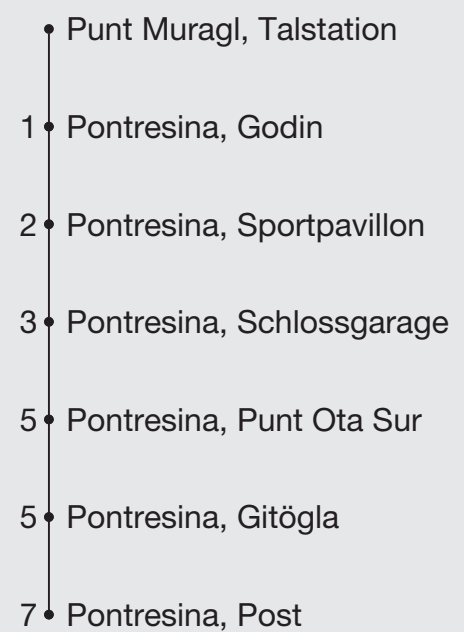 Punt Muragl, Talstation
1 Pontresina, Godin
2 Pontresina, Sportpavillon
3 Pontresina, Schlossgarage
5 Pontresina, Punt Ota Sur
5 Pontresina, Gitögla
7 Pontresina, Post